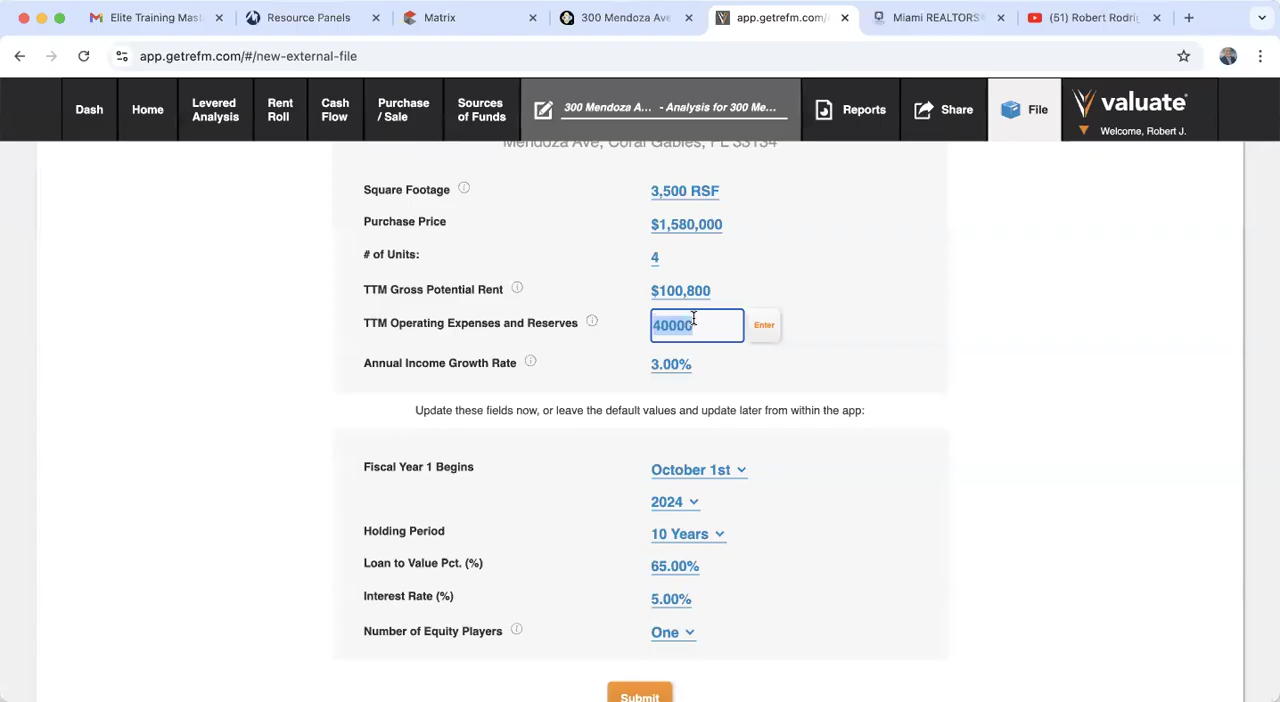 Elite Training Mast
Resource Panels
Matrix
300 Mendoza Ave
app.getrefm.com/
Miami REALTORS®
(51) Robert Rodrig
app.getrefm.com/#/new-external-file
Dash
Home
Levered
Analysis
Rent
Roll
Cash
Flow
Purchase
/ Sale
Sources
of Funds
300 Mendoza A... - Analysis for 300 Me...
Reports
Share
File
valuate®
Welcome, Robert J.
Mendoza Ave, Coral Gables, FL 33134
Square Footage
3,500 RSF
Purchase Price
$1,580,000
# of Units:
4
TTM Gross Potential Rent
$100,800
TTM Operating Expenses and Reserves
40000
Enter
Annual Income Growth Rate
3.00%
Update these fields now, or leave the default values and update later from within the app:
Fiscal Year 1 Begins
October 1st
2024
Holding Period
10 Years
Loan to Value Pct. (%)
65.00%
Interest Rate (%)
5.00%
Number of Equity Players
One
Submit